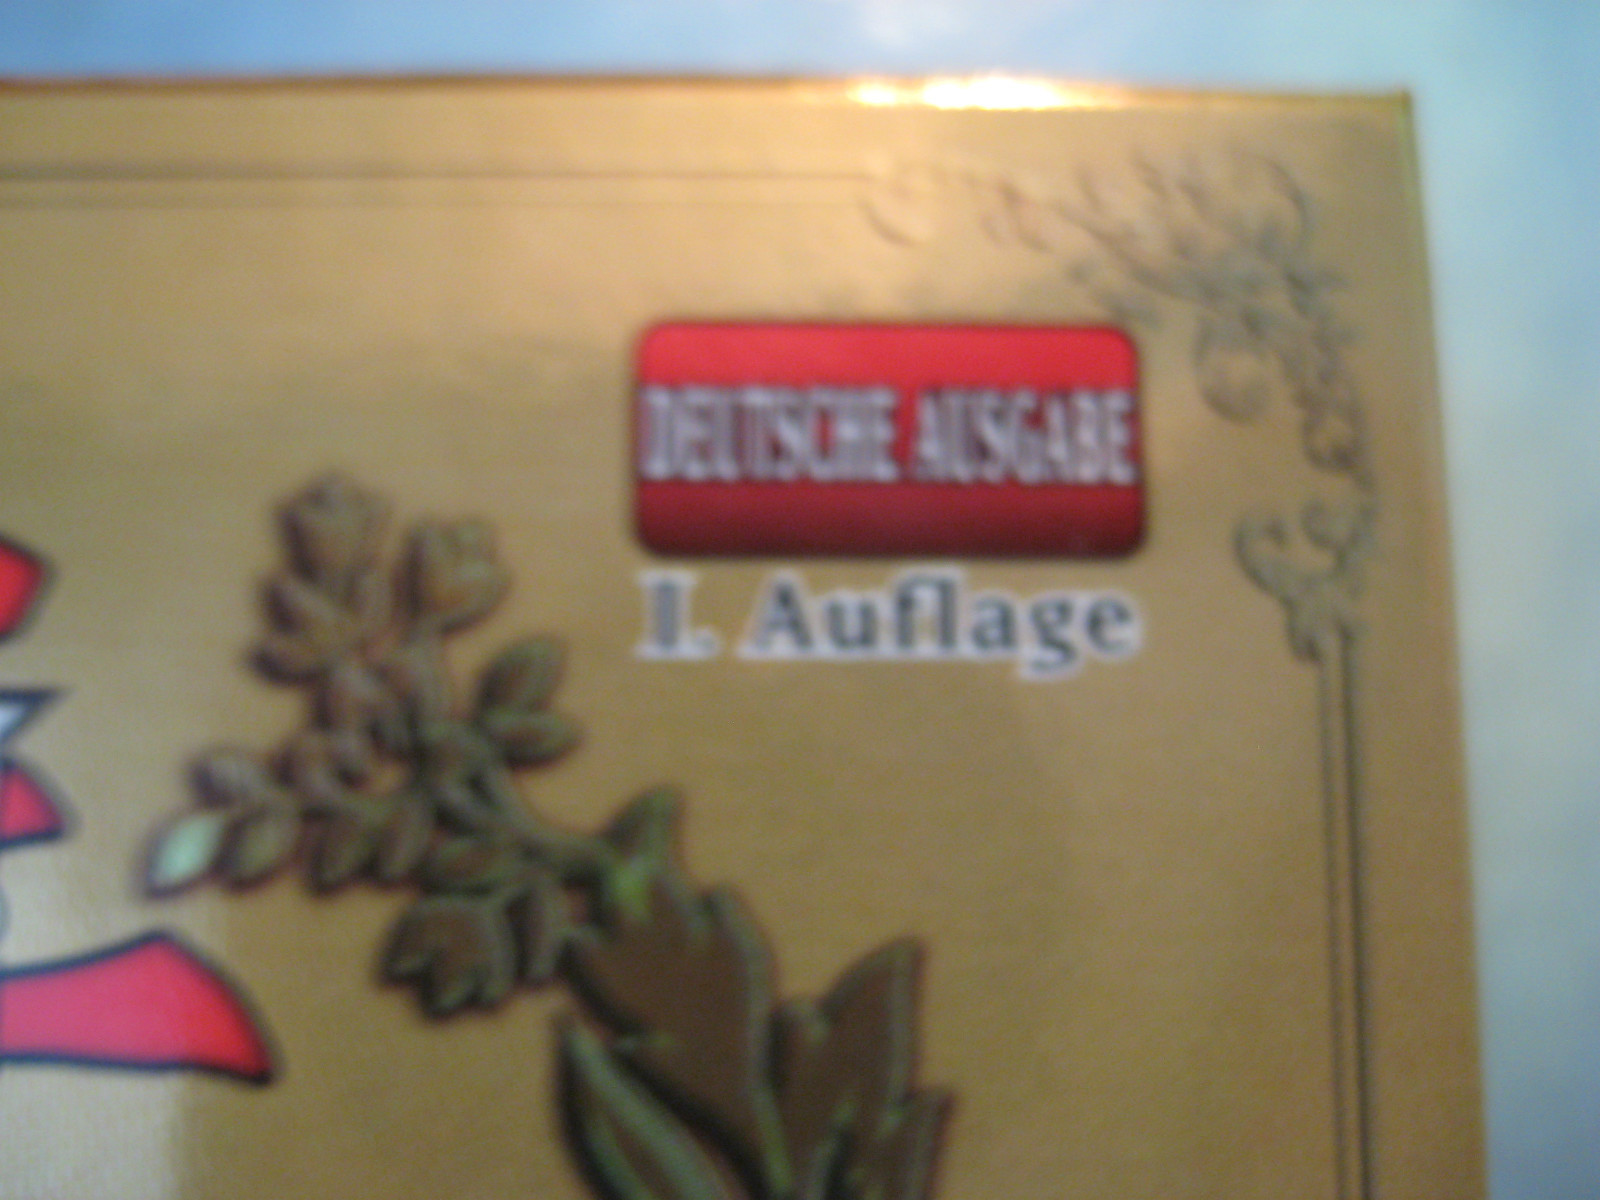 DEUTSCHE AUSGABE
1. Auflage